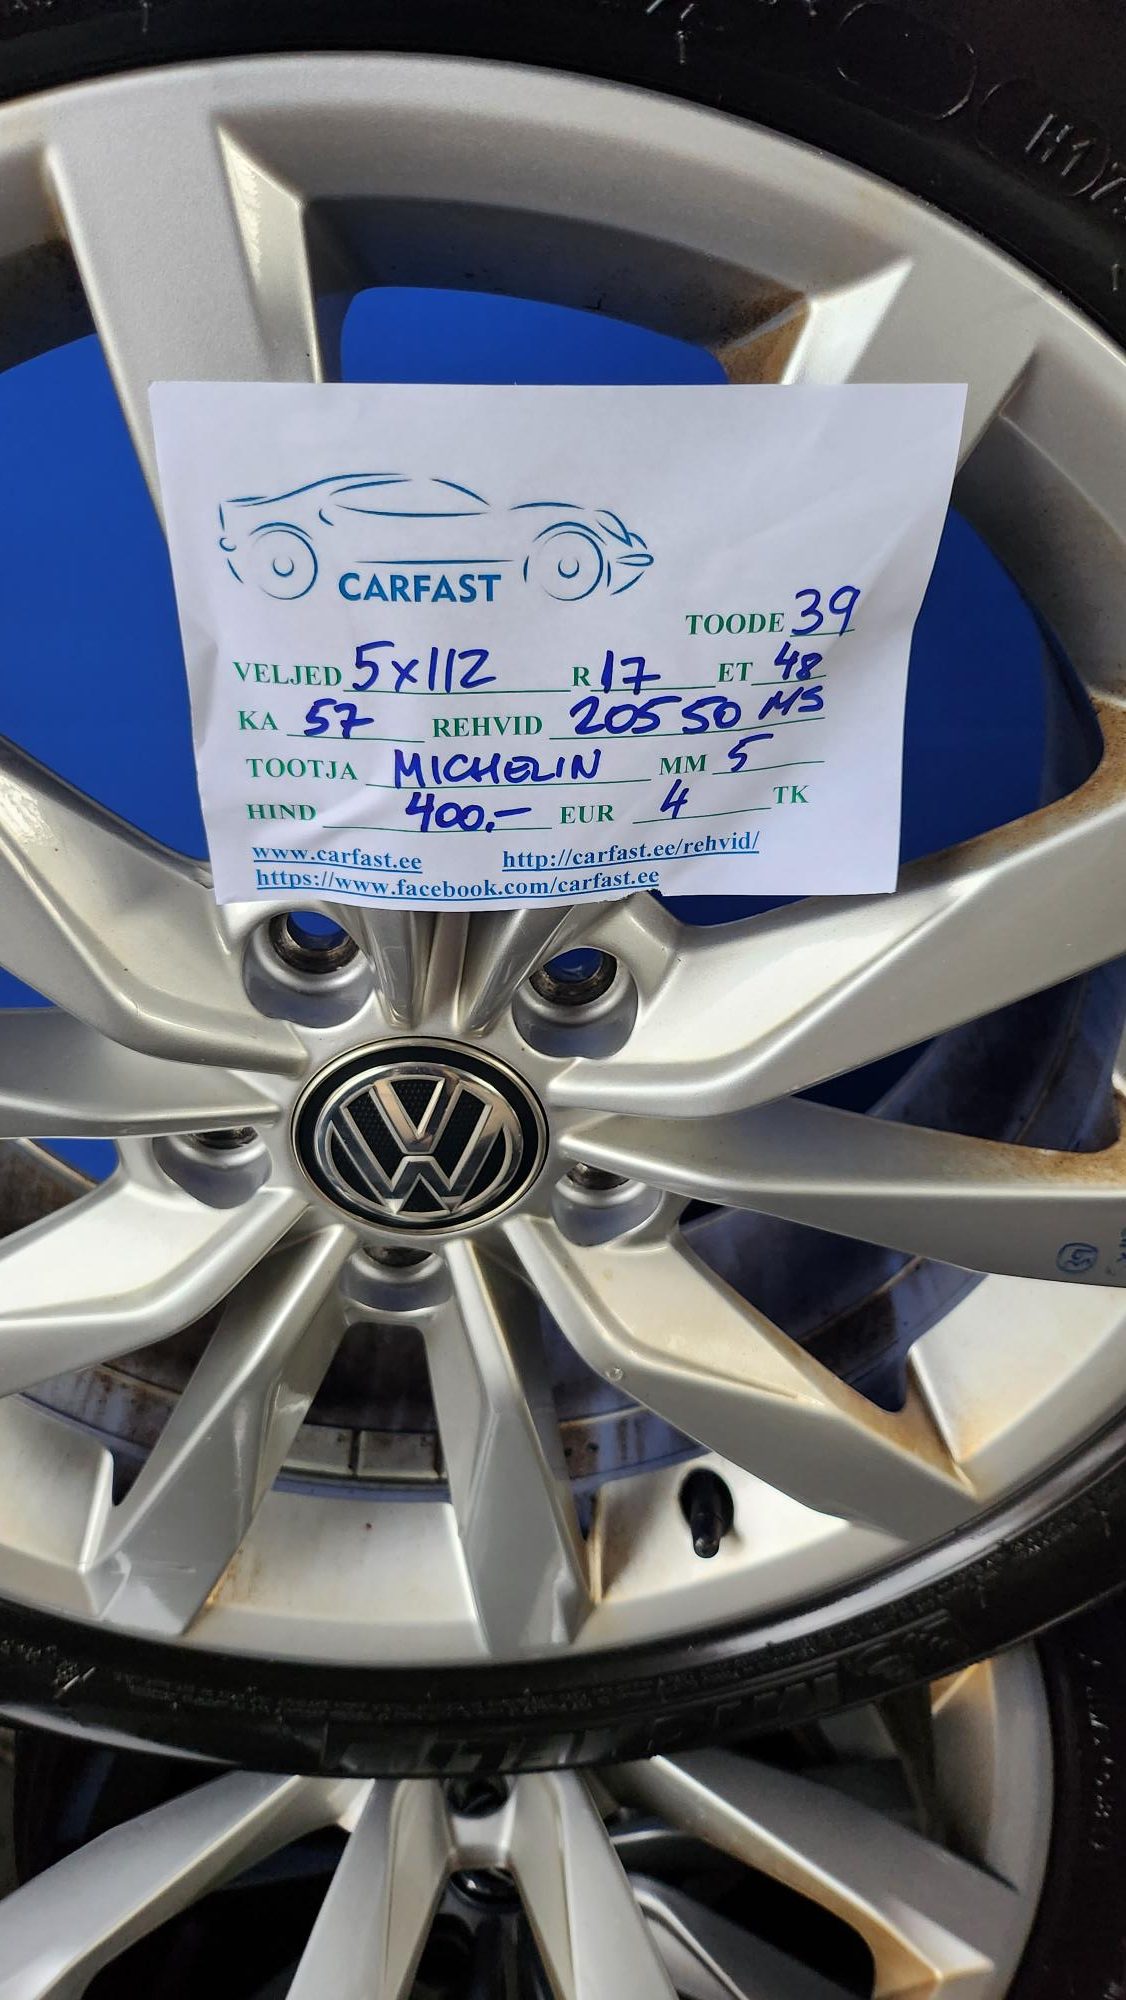 CARFAST
TOODE 39
VELJED 5x112 R 17 ET 48
KA 57 REHVID 205 50 MS
TOOTJA MICHELIN MM 5
HIND 400.- EUR 4 TK
www.carfast.ee http://carfast.ee/rehvid/
https://www.facebook.com/carfast.ee